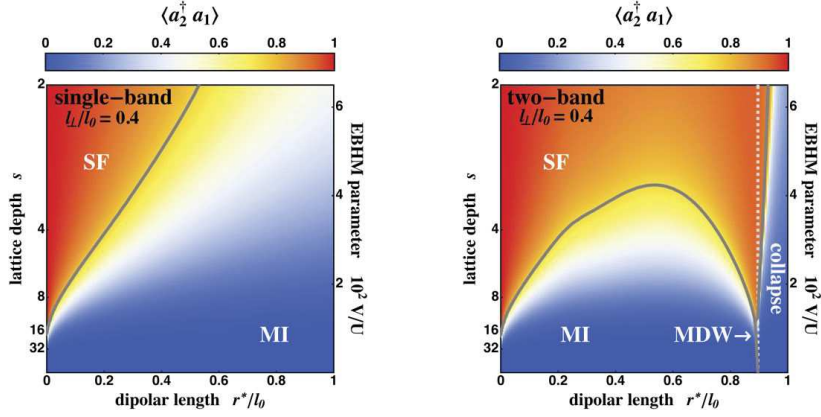 ⟨a₂† a₁⟩
0 0.2 0.4 0.6 0.8 1
single−band
l⊥/l₀ = 0.4
SF
MI
2
4
8
16
32
lattice depth s
6
4
2
EBHM parameter 10² V/U
0 0.2 0.4 0.6 0.8 1
dipolar length r*/l₀
⟨a₂† a₁⟩
0 0.2 0.4 0.6 0.8 1
two−band
l⊥/l₀ = 0.4
SF
MI
MDW→
collapse
2
4
8
16
32
lattice depth s
6
4
2
EBHM parameter 10² V/U
0 0.2 0.4 0.6 0.8 1
dipolar length r*/l₀